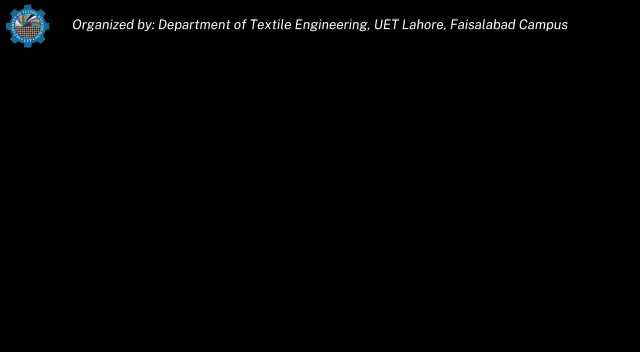 Organized by: Department of Textile Engineering, UET Lahore, Faisalabad Campus